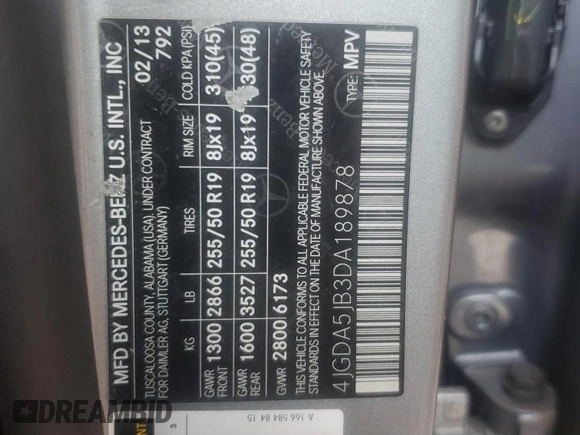 MFD BY MERCEDES-BENZ U.S. INTL., INC
TUSCALOOSA COUNTY, ALABAMA (USA), UNDER CONTRACT
FOR DAIMLER AG, STUTTGART (GERMANY)
02/13
792
KG LB TIRES RIM SIZE COLD KPA (PSI)
GAWR FRONT 1300 2866 255/50 R19 8Jx19 310(45)
GAWR REAR 1600 3527 255/50 R19 8Jx19 30(48)
GVWR 2800 6173
THIS VEHICLE CONFORMS TO ALL APPLICABLE FEDERAL MOTOR VEHICLE SAFETY
STANDARDS IN EFFECT ON THE DATE OF MANUFACTURE SHOWN ABOVE.
4JGDA5JB3DA189878
TYPE: MPV
A 166 584 84 15
AUTOBIDMASTER